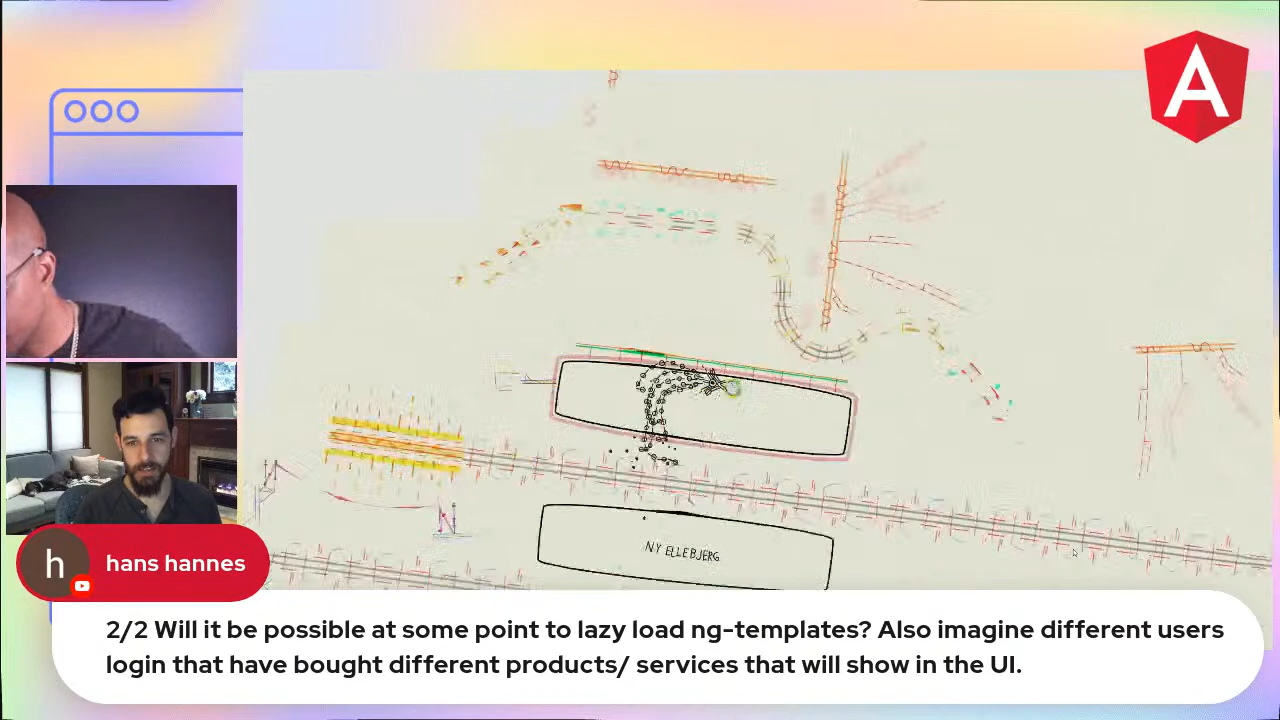 NY ELLEBJERG
h
hans hannes
2/2 Will it be possible at some point to lazy load ng-templates? Also imagine different users
login that have bought different products/ services that will show in the UI.